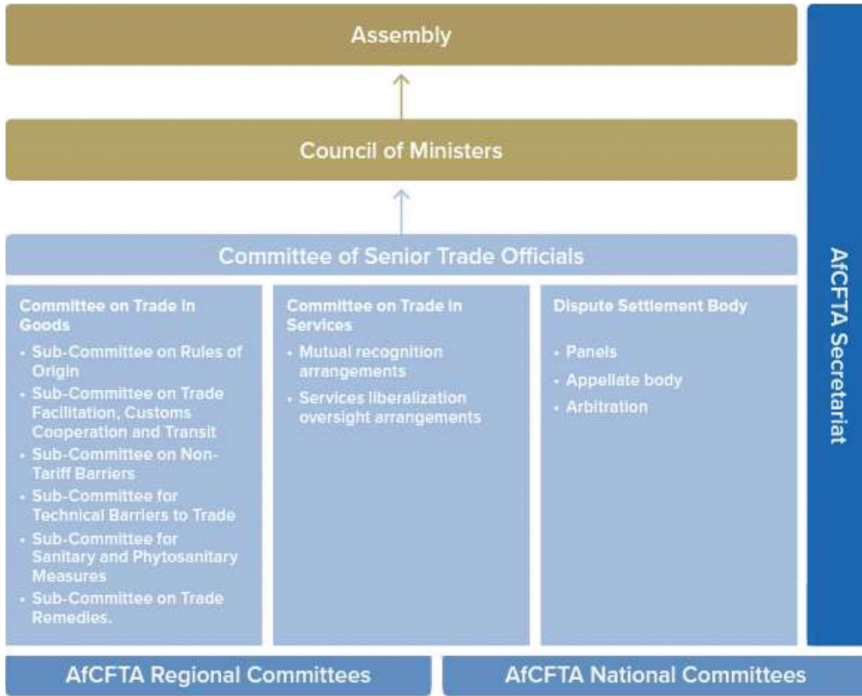 Assembly
Council of Ministers
Committee of Senior Trade Officials
Committee on Trade in
Goods
• Sub-Committee on Rules of
Origin
• Sub-Committee on Trade
Facilitation, Customs
Cooperation and Transit
• Sub-Committee on Non-
Tariff Barriers
• Sub-Committee for
Technical Barriers to Trade
• Sub-Committee for
Sanitary and Phytosanitary
Measures
• Sub-Committee on Trade
Remedies.
Committee on Trade in
Services
• Mutual recognition
arrangements
• Services liberalization
oversight arrangements
Dispute Settlement Body
• Panels
• Appellate body
• Arbitration
AfCFTA Secretariat
AfCFTA Regional Committees
AfCFTA National Committees